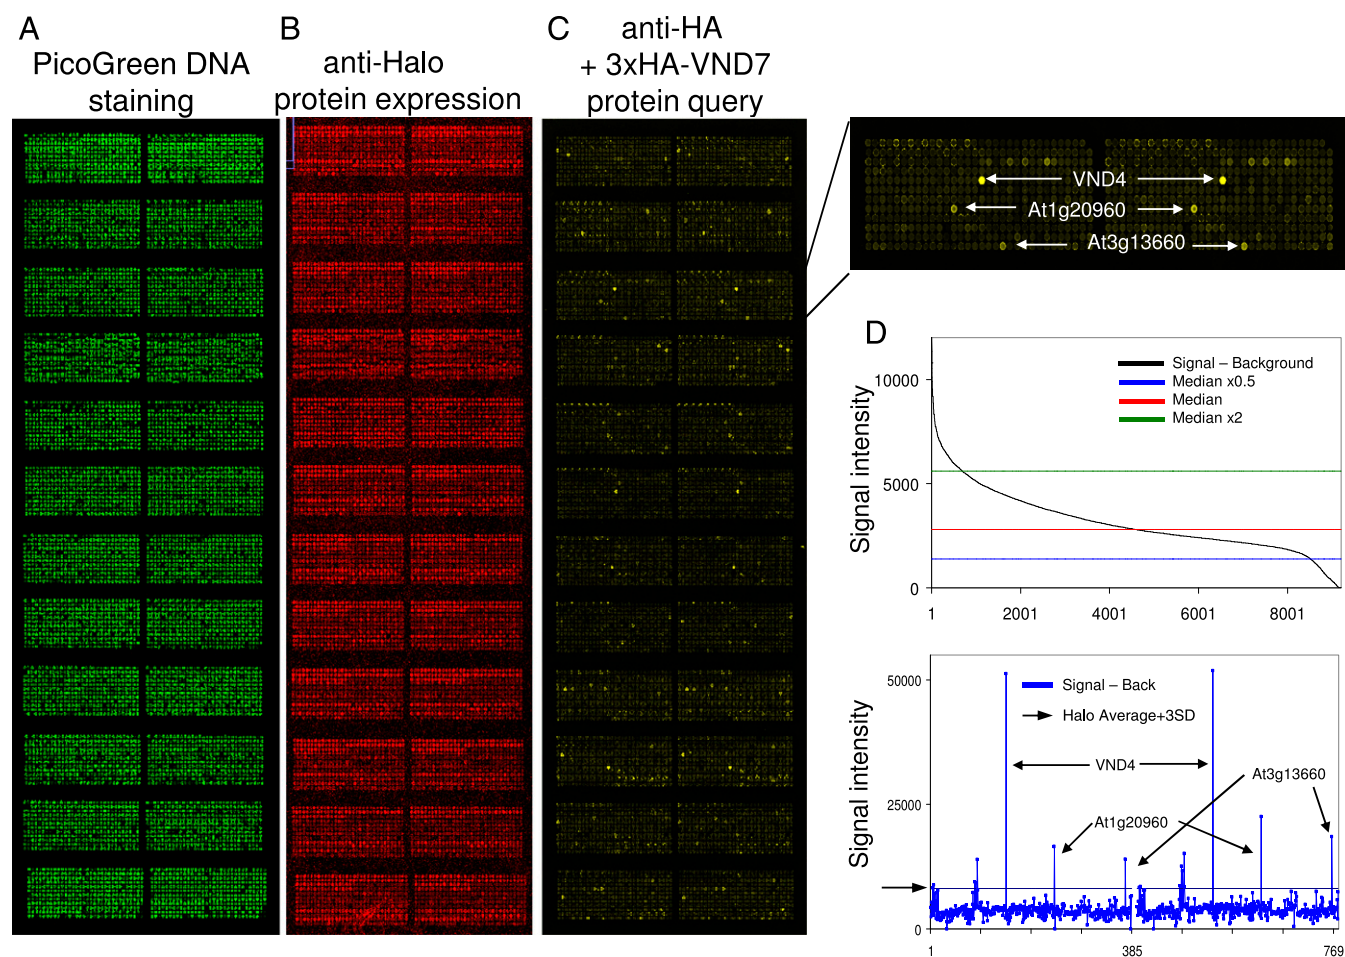 A
PicoGreen DNA
staining
B
anti-Halo
protein expression
C
anti-HA
+ 3xHA-VND7
protein query
VND4
At1g20960
At3g13660
D
Signal intensity
10000
5000
0
Signal – Background
Median x0.5
Median
Median x2
1
2001
4001
6001
8001
Signal intensity
50000
25000
0
Signal – Back
Halo Average+3SD
VND4
At3g13660
At1g20960
1
385
769